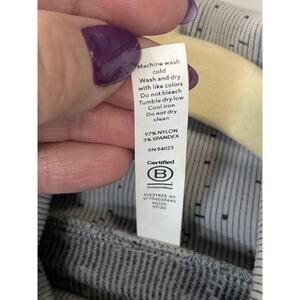 Machine wash
cold
Wash and dry
with like colors
Do not bleach
Tumble dry low
Cool iron
Do not dry
clean
97% NYLON
3% SPANDEX
RN 54023
Certified
B
Corporation